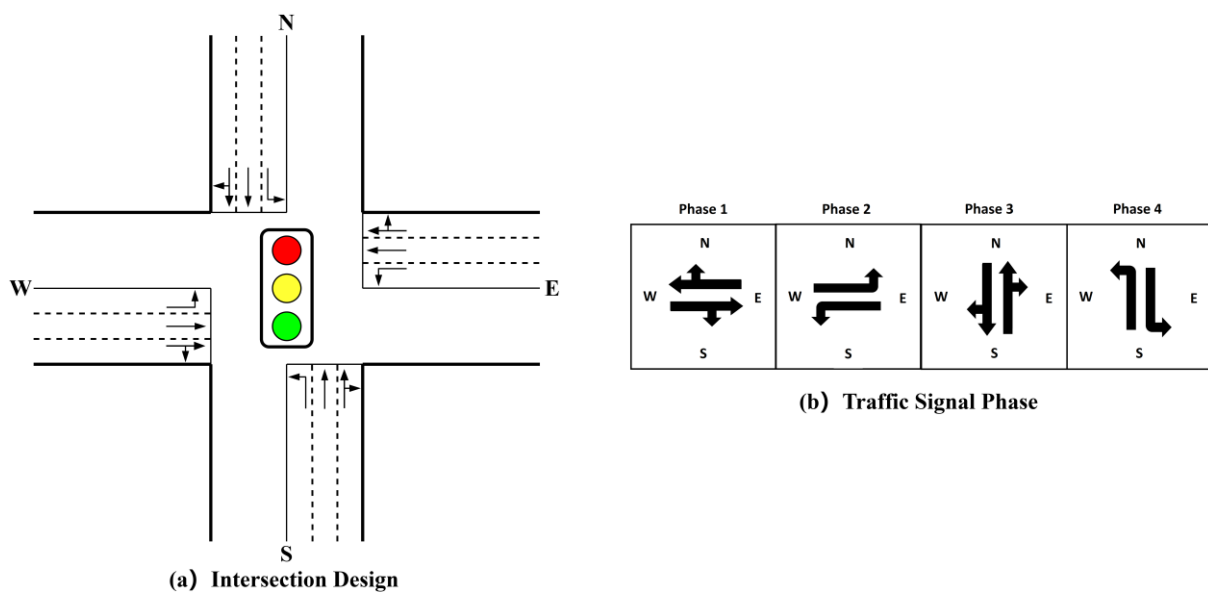 N
W
E
S
(a) Intersection Design
Phase 1 Phase 2 Phase 3 Phase 4
N N N N
W E W E W E W E
S S S S
(b) Traffic Signal Phase